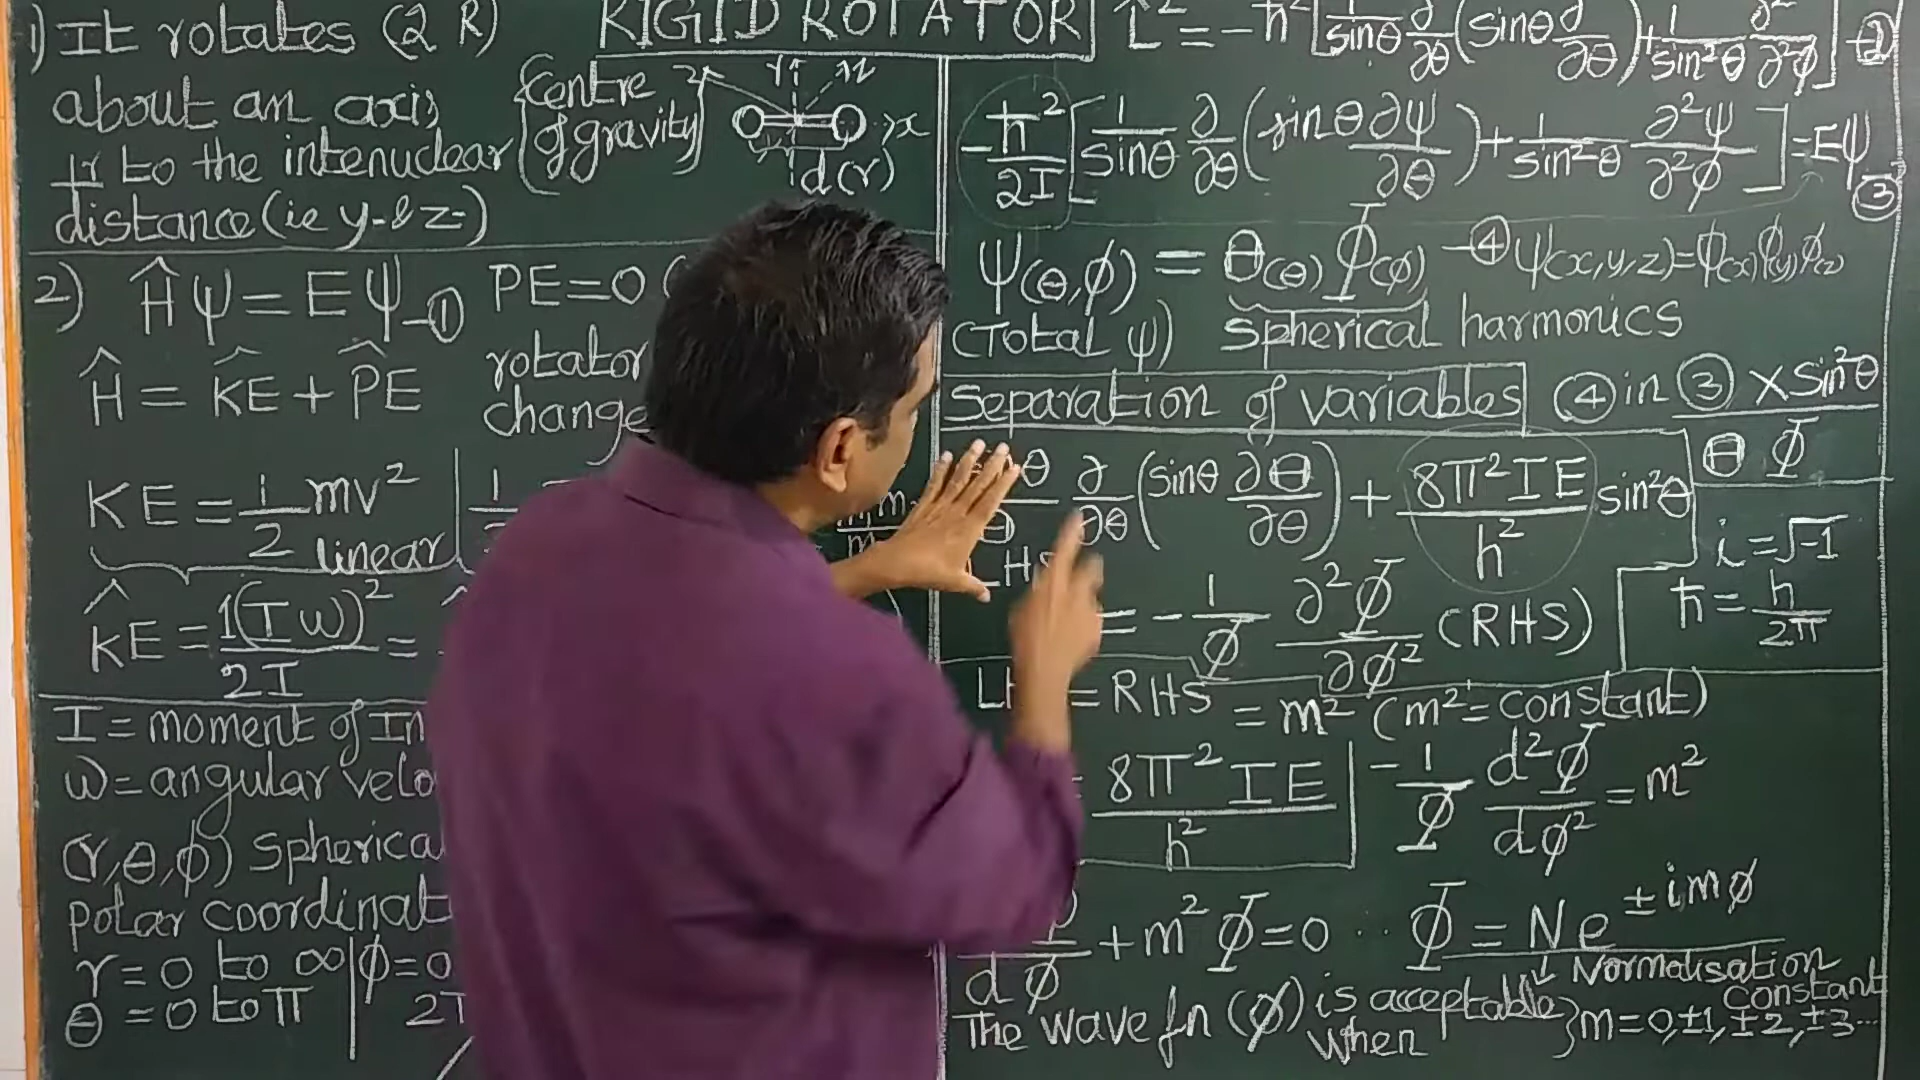 RIGID ROTATOR
1) It rotates (2 R)
about an axis
⊥r to the intenuclear
distance (ie y- & z-)
{Centre
of gravity}
y z
x
d(r)
2) Ĥψ = Eψ -①
PE=0 (
Ĥ = K̂E + P̂E
rotator
change
KE = 1/2 mv²
linear
K̂E = 1(Iω)²/2I =
I = moment of In
ω = angular velo
(r,θ,φ) spherica
polar coordinat
r = 0 to ∞ | φ = 0
θ = 0 to π | 2π
L̂² = -ħ² [1/sinθ ∂/∂θ (sinθ ∂/∂θ) + 1/sin²θ ∂²/∂²φ] -②
-ħ²/2I [1/sinθ ∂/∂θ (sinθ ∂ψ/∂θ) + 1/sin²θ ∂²ψ/∂²φ] = Eψ ③
ψ(θ,φ) = Θ(θ) Φ(φ) -④ ψ(x,y,z) = ψ(x) ψ(y) ψ(z)
(Total ψ) spherical harmonics
Separation of variables ④ in ③ × sin²θ
Θ Φ
θ/Θ ∂/∂θ (sinθ ∂Θ/∂θ) + 8π²IE/h² sin²θ
LHS
i = √-1
= -1/Φ ∂²Φ/∂φ² (RHS)
ħ = h/2π
= RHS = m² (m² = constant)
= 8π²IE/h² | -1/Φ d²Φ/dφ² = m²
/dφ + m²Φ = 0 ∴ Φ = Ne^±imφ
↓ Normalisation
constant
The wave fn (φ) is acceptable
when } m = 0, ±1, ±2, ±3...